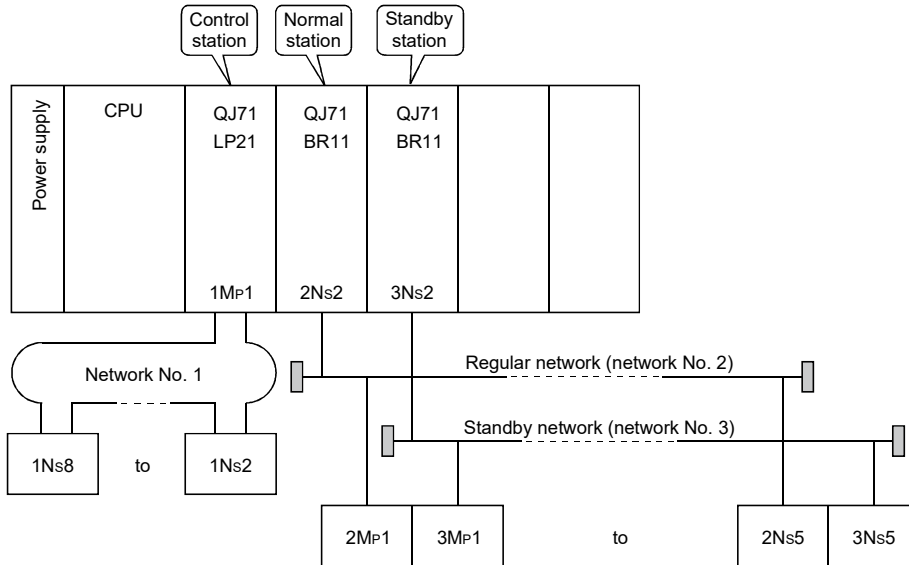 Control
station
Normal
station
Standby
station
Power supply
CPU
QJ71
LP21
QJ71
BR11
QJ71
BR11
1MP1
2NS2
3NS2
Network No. 1
Regular network (network No. 2)
Standby network (network No. 3)
1NS8
to
1NS2
2MP1
3MP1
to
2NS5
3NS5